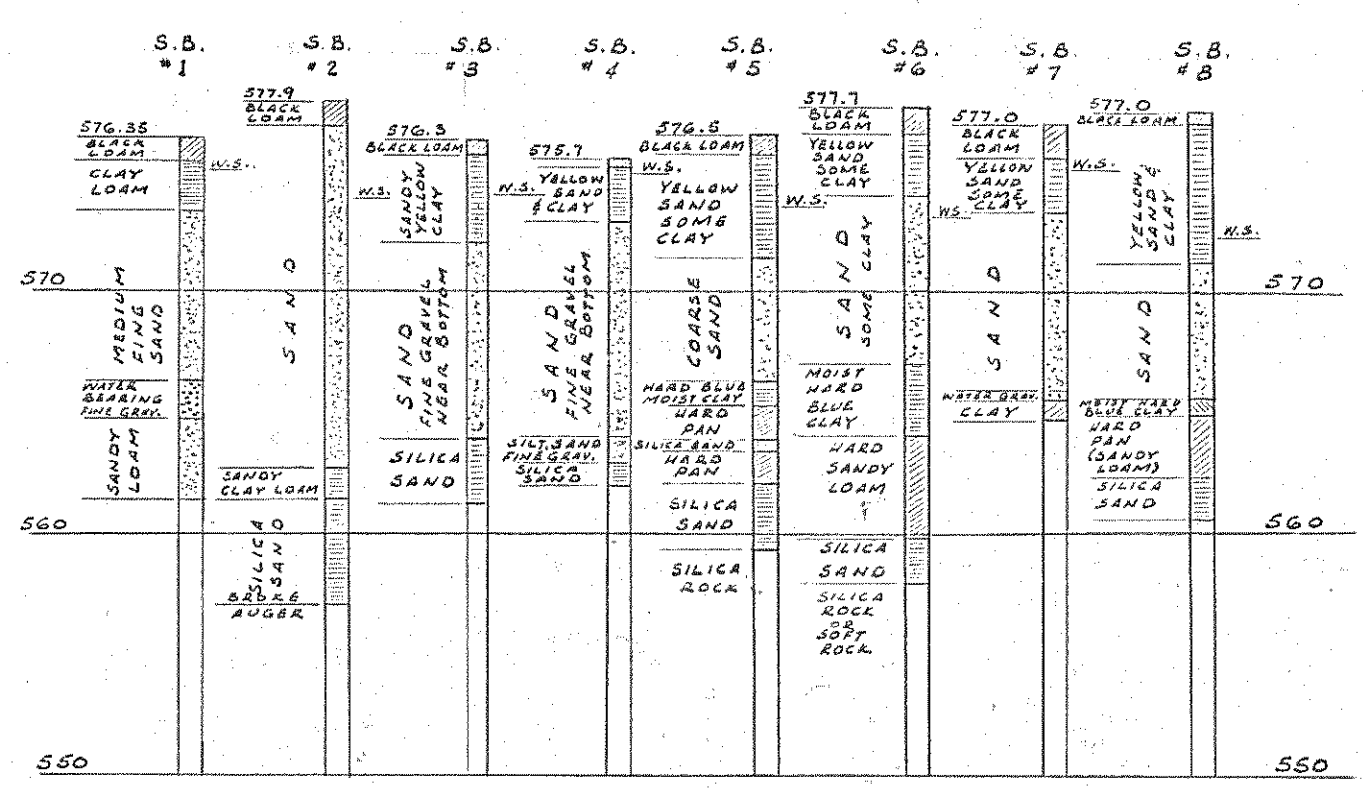 S.B. #1
576.35
BLACK
LOAM
W.S.
CLAY
LOAM
MEDIUM
FINE
SAND
WATER
BEARING
FINE GRAV.
SANDY
LOAM
S.B. #2
577.9
BLACK
LOAM
SAND
SANDY
CLAY LOAM
SILICA
SAND
BROKE
AUGER
S.B. #3
576.3
BLACK LOAM
W.S.
SANDY
YELLOW
CLAY
SAND
FINE GRAVEL
NEAR BOTTOM
SILICA
SAND
S.B. #4
575.7
W.S.
YELLOW
SAND
& CLAY
SAND
FINE GRAVEL
NEAR BOTTOM
SILT, SAND
FINE GRAV.
SILICA
SAND
S.B. #5
576.5
BLACK LOAM
W.S.
YELLOW
SAND
SOME
CLAY
COARSE
SAND
HARD BLUE
MOIST CLAY
HARD
PAN
SILICA SAND
HARD
PAN
SILICA
SAND
SILICA
ROCK
S.B. #6
577.7
BLACK
LOAM
YELLOW
SAND
SOME
CLAY
W.S.
SAND
SOME CLAY
MOIST
HARD
BLUE
CLAY
HARD
SANDY
LOAM
SILICA
SAND
SILICA
ROCK
OR
SOFT
ROCK.
S.B. #7
577.0
BLACK
LOAM
YELLOW
SAND
SOME
CLAY
WS.
SAND
WATER GRAV.
CLAY
S.B. #8
577.0
BLACK LOAM
W.S.
YELLOW
SAND &
CLAY
W.S.
SAND
MOIST HARD
BLUE CLAY
HARD
PAN
(SANDY
LOAM)
SILICA
SAND
570
570
560
560
550
550